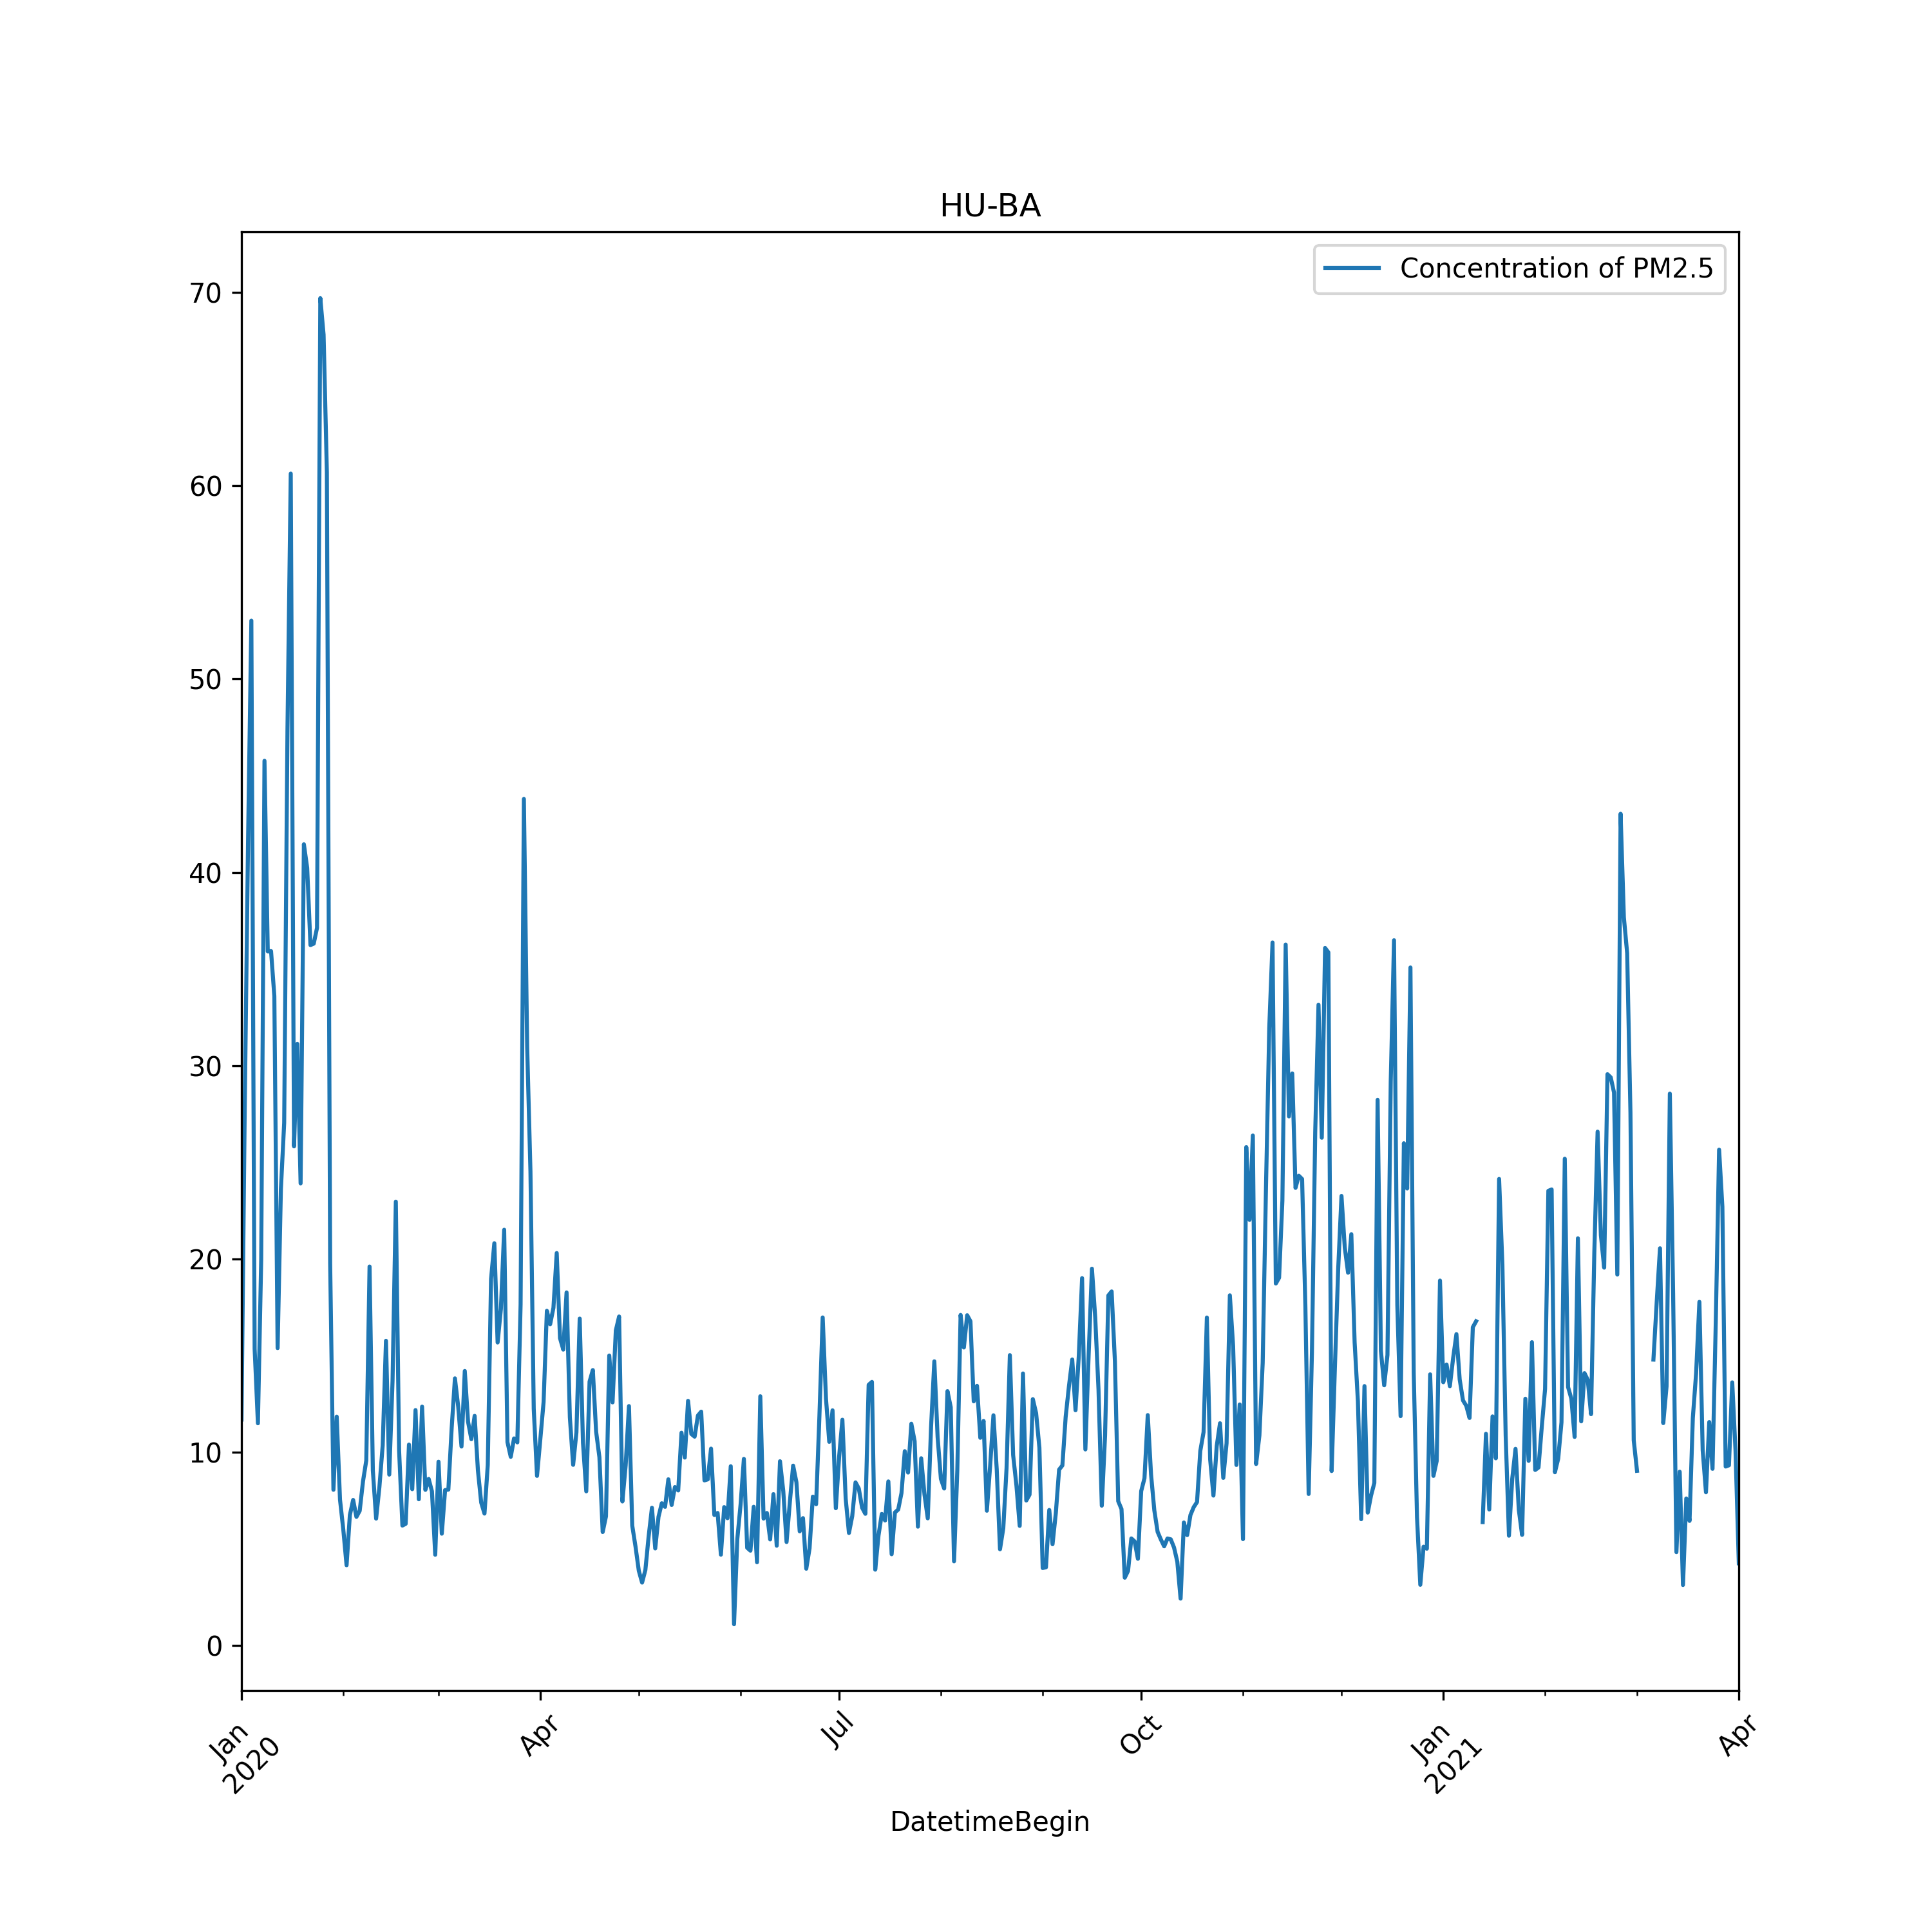 HU-BA
Concentration of PM2.5
70
60
50
40
30
20
10
0
Jan
2020
Apr
Jul
Oct
Jan
2021
Apr
DatetimeBegin